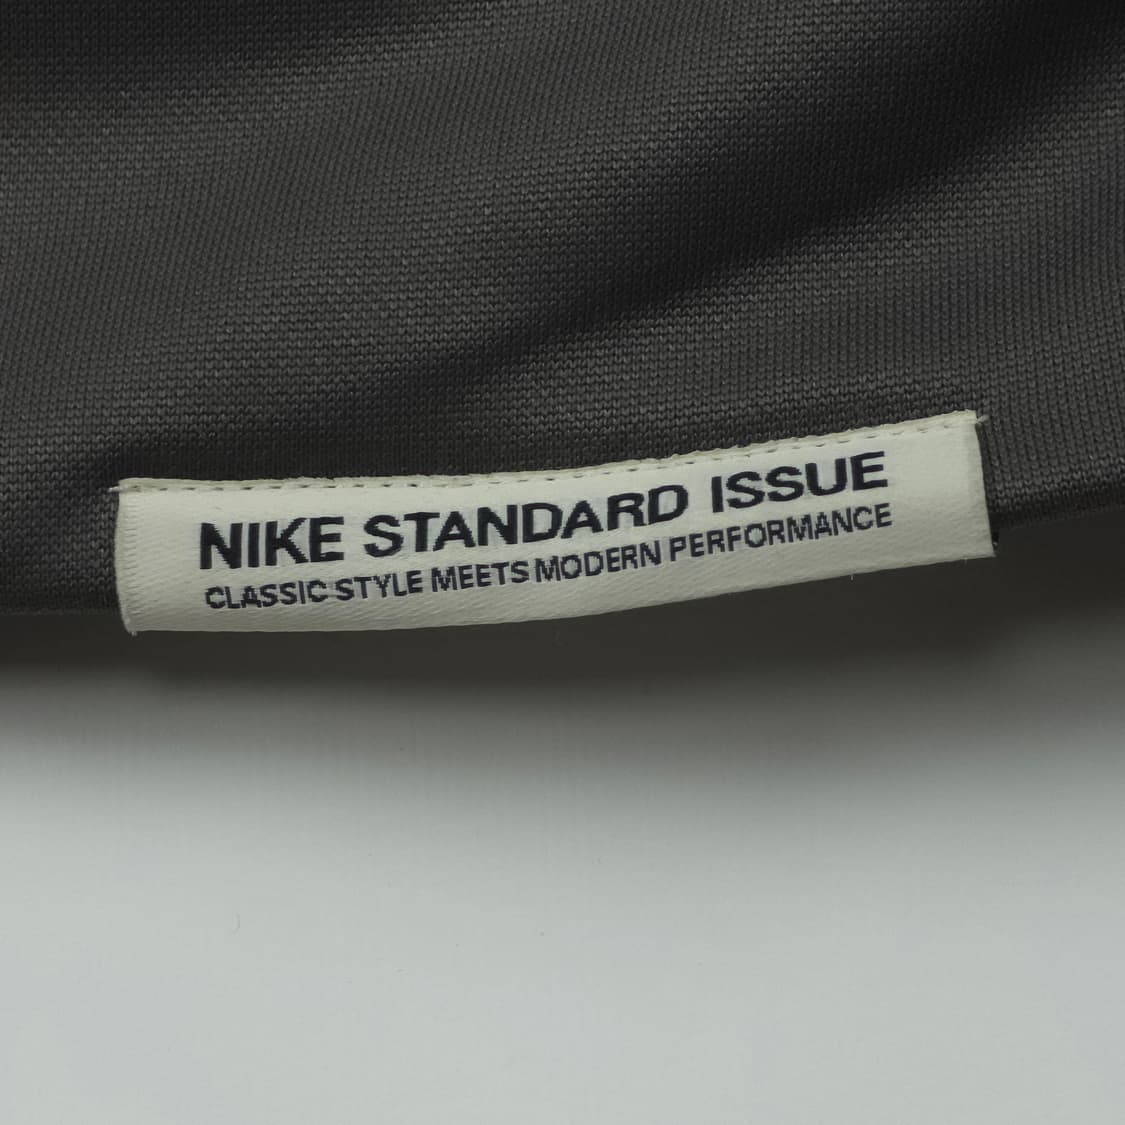 NIKE STANDARD ISSUE
CLASSIC STYLE MEETS MODERN PERFORMANCE